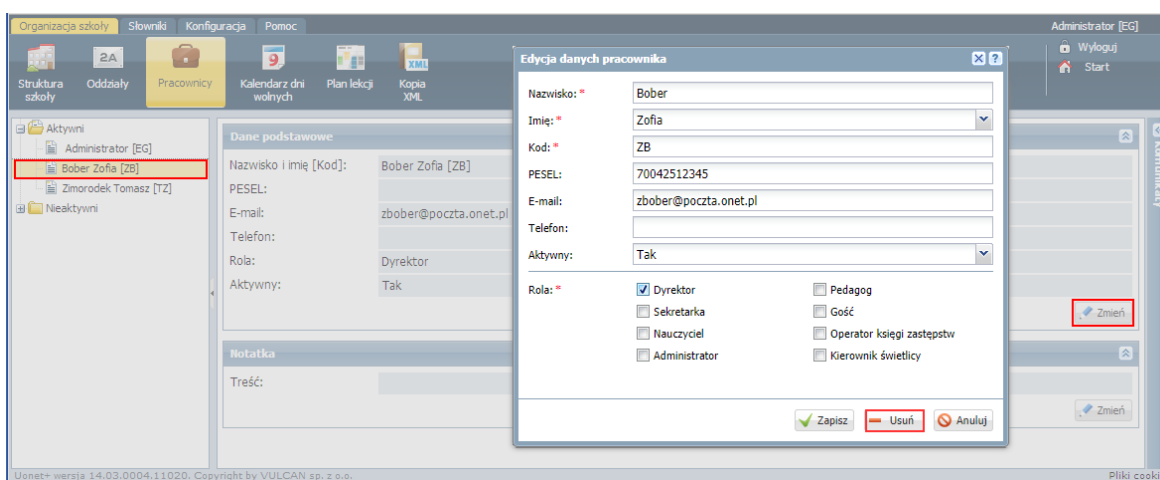 Organizacja szkoły Słowniki Konfiguracja Pomoc Administrator [EG]
Struktura szkoły
2A Oddziały
Pracownicy
9 Kalendarz dni wolnych
Plan lekcji
XML Kopia XML
Wyloguj
Start
Aktywni
Administrator [EG]
Bober Zofia [ZB]
Zimorodek Tomasz [TZ]
Nieaktywni
Dane podstawowe
Nazwisko i imię [Kod]: Bober Zofia [ZB]
PESEL:
E-mail: zbober@poczta.onet.pl
Telefon:
Rola: Dyrektor
Aktywny: Tak
Zmień
Notatka
Treść:
Zmień
Komunikaty
Edycja danych pracownika
Nazwisko: * Bober
Imię: * Zofia
Kod: * ZB
PESEL: 70042512345
E-mail: zbober@poczta.onet.pl
Telefon:
Aktywny: Tak
Rola: * Dyrektor Pedagog
Sekretarka Gość
Nauczyciel Operator księgi zastępstw
Administrator Kierownik świetlicy
Zapisz Usuń Anuluj
Uonet+ wersja 14.03.0004.11020. Copyright by VULCAN sp. z o.o. Pliki cooki